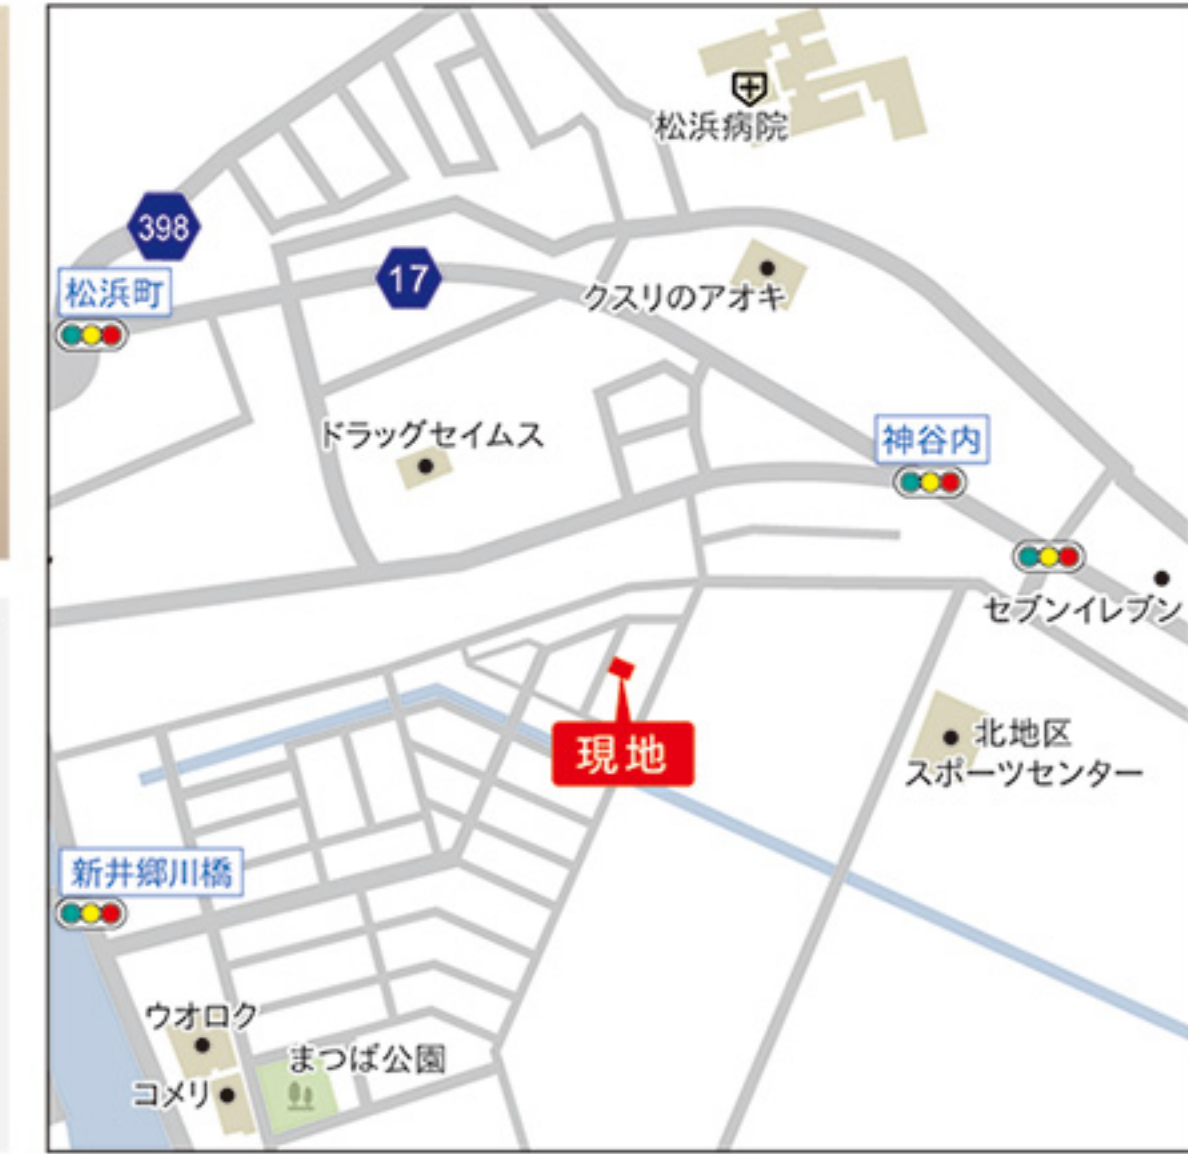 松浜病院
398
17
松浜町
クスリのアオキ
ドラッグセイムス
神谷内
セブンイレブン
現地
北地区
スポーツセンター
新井郷川橋
ウオロク
まつば公園
コメリ